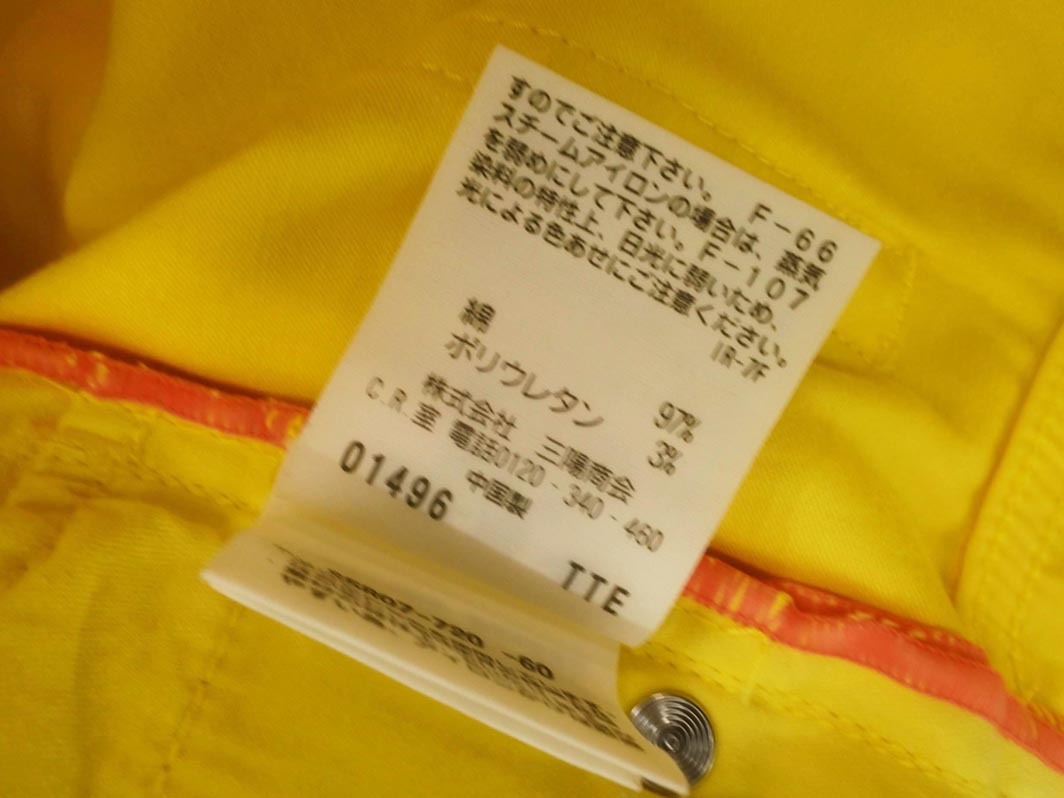 すのでご注意下さい。 F-66
スチームアイロンの場合は、蒸気
を弱めにして下さい。F-107
染料の特性上、日光に弱いため、
光による色あせにご注意ください。
IR-7F
綿 97%
ポリウレタン 3%
株式会社 三陽商会
C.R.室 電話0120-340-460
中国製
01496
TTE